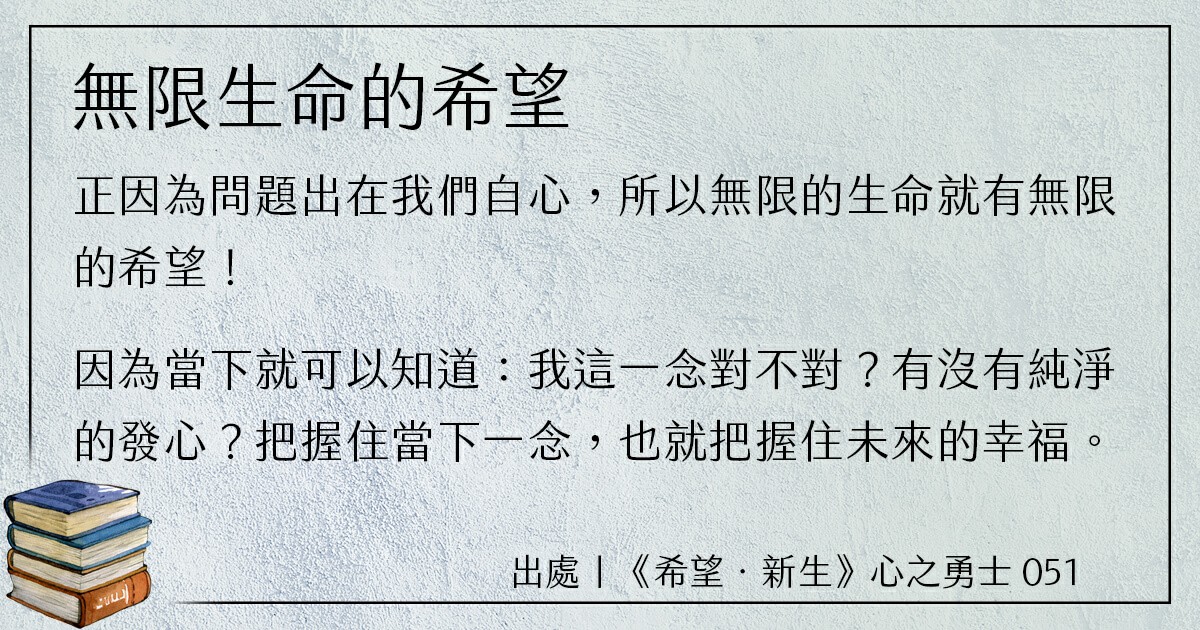 無限生命的希望
正因為問題出在我們自心，所以無限的生命就有無限
的希望！
因為當下就可以知道：我這一念對不對？有沒有純淨
的發心？把握住當下一念，也就把握住未來的幸福。
出處｜《希望．新生》心之勇士 051